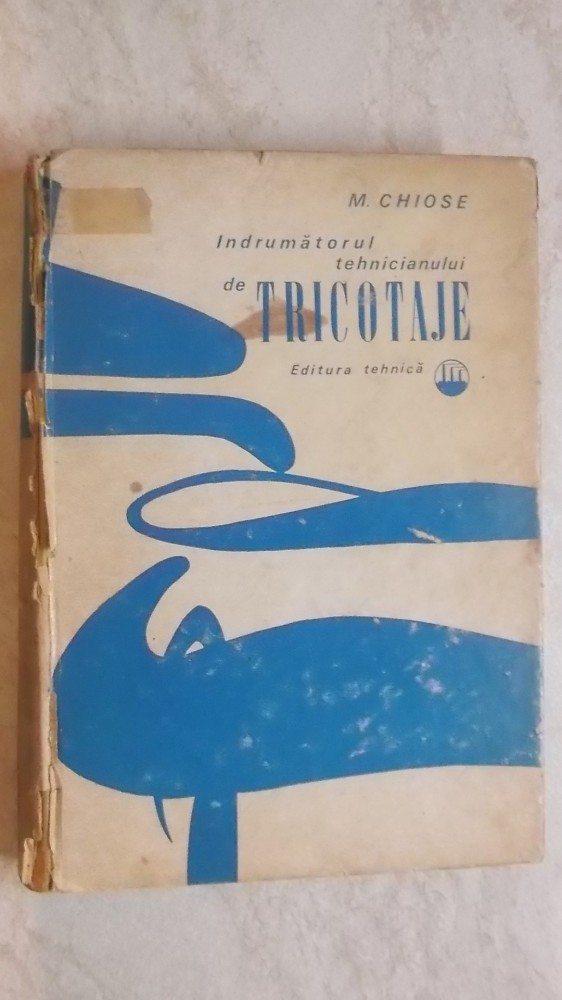 M. CHIOSE
Indrumătorul
tehnicianului
de TRICOTAJE
Editura tehnică